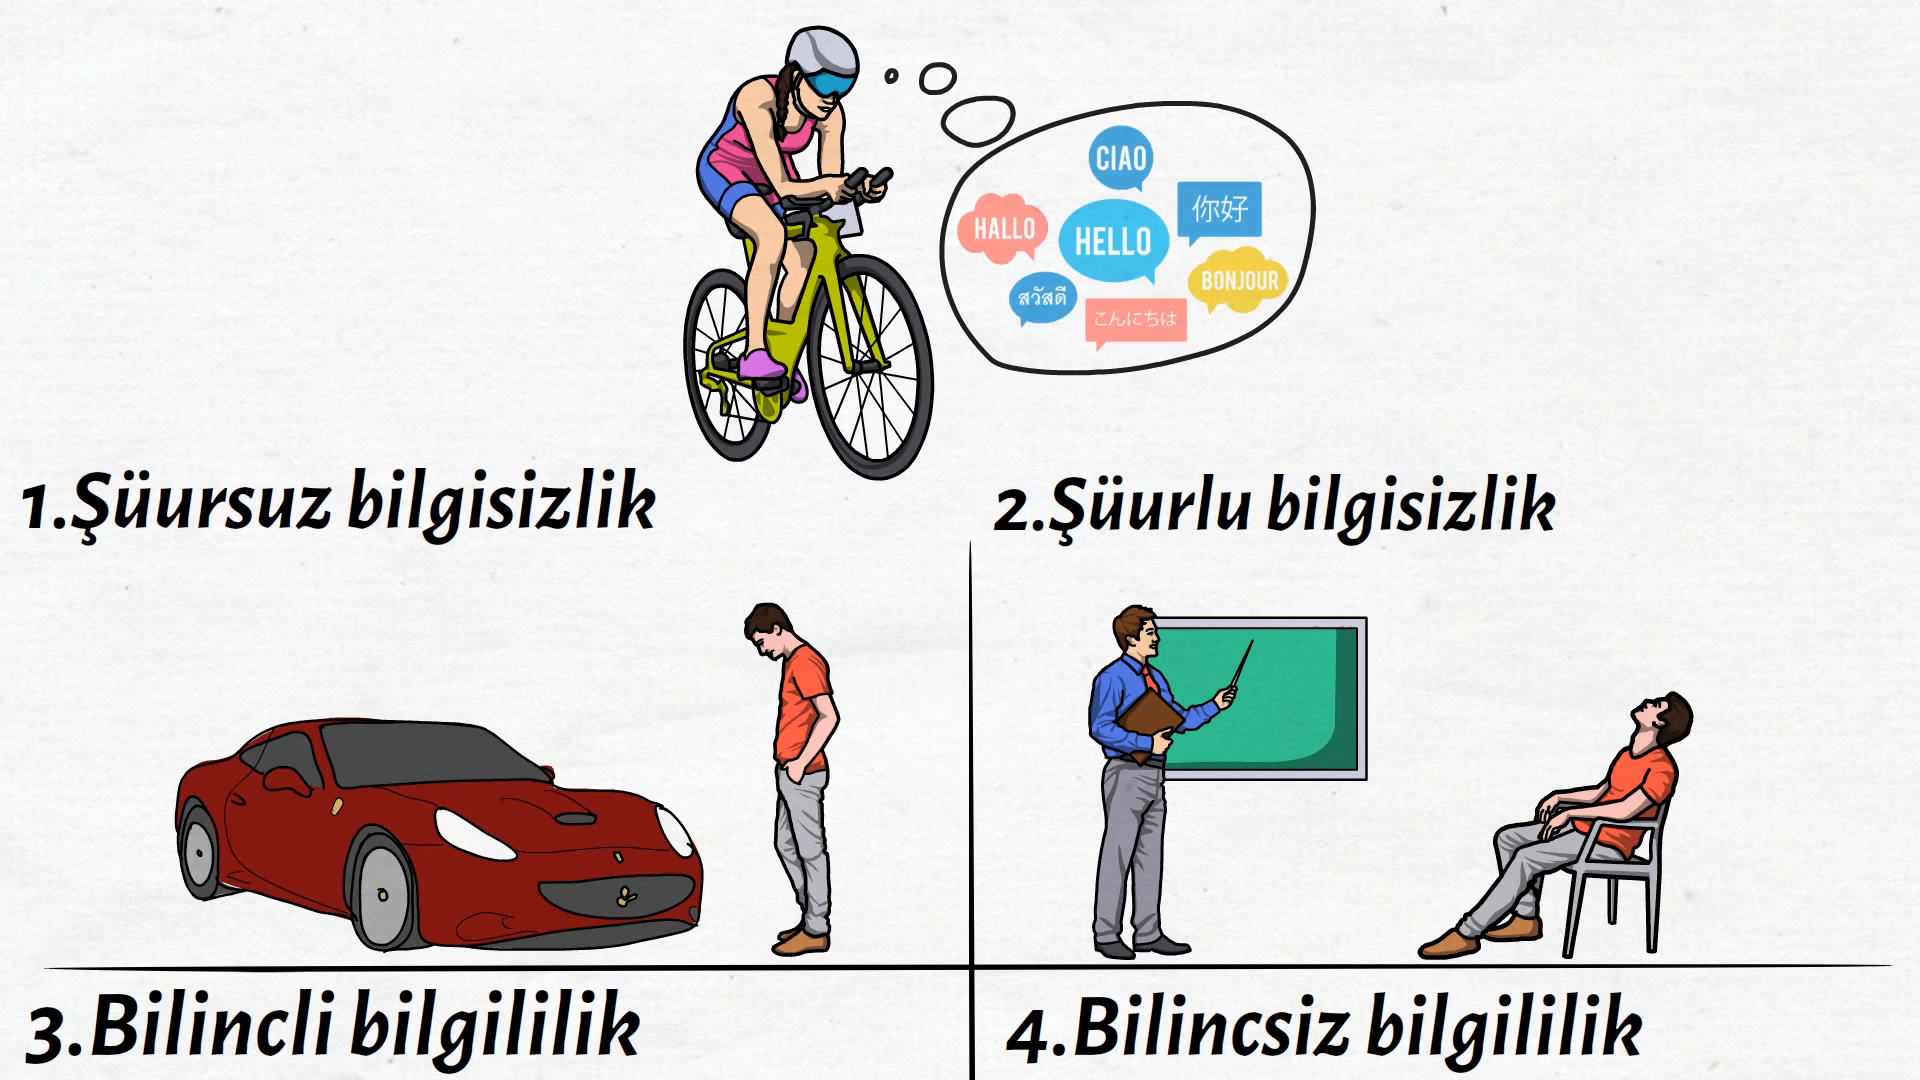 CIAO
你好
HALLO
HELLO
BONJOUR
สวัสดี
こんにちは
1.Şüursuz bilgisizlik
2.Şüurlu bilgisizlik
3.Bilincli bilgililik
4.Bilincsiz bilgililik